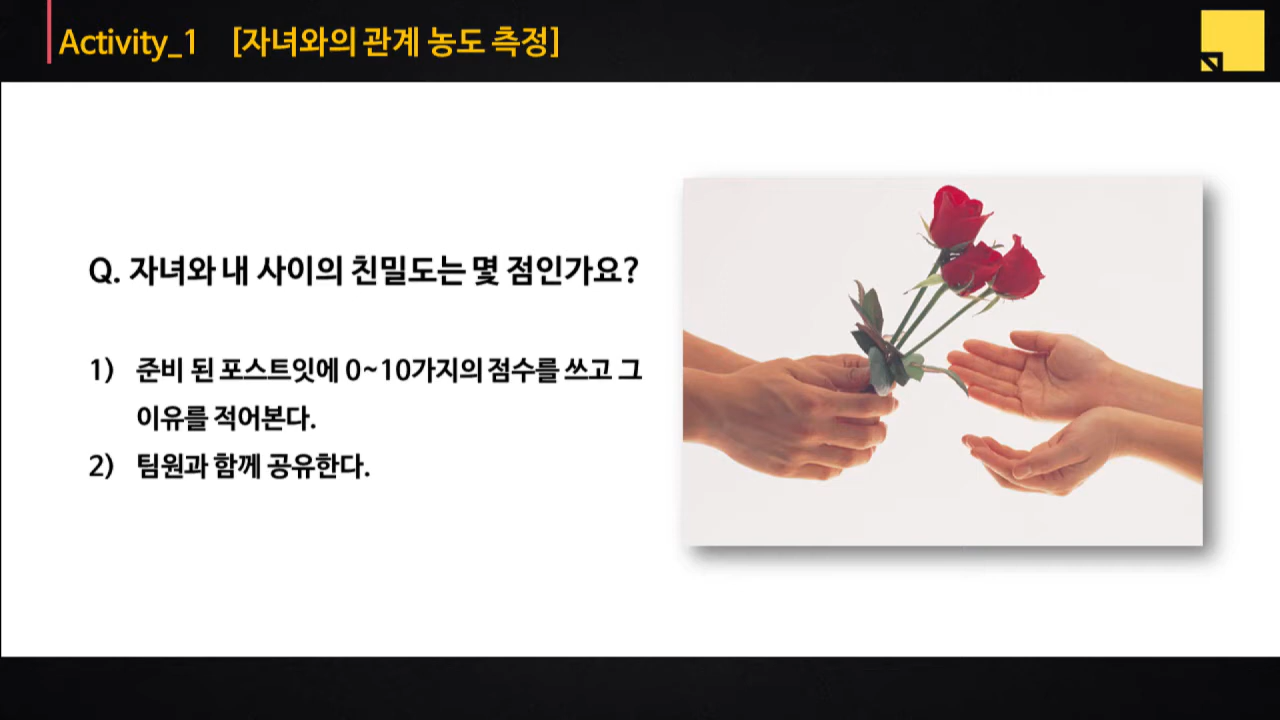 Activity_1 [자녀와의 관계 농도 측정]
Q. 자녀와 내 사이의 친밀도는 몇 점인가요?
1) 준비 된 포스트잇에 0~10가지의 점수를 쓰고 그
이유를 적어본다.
2) 팀원과 함께 공유한다.